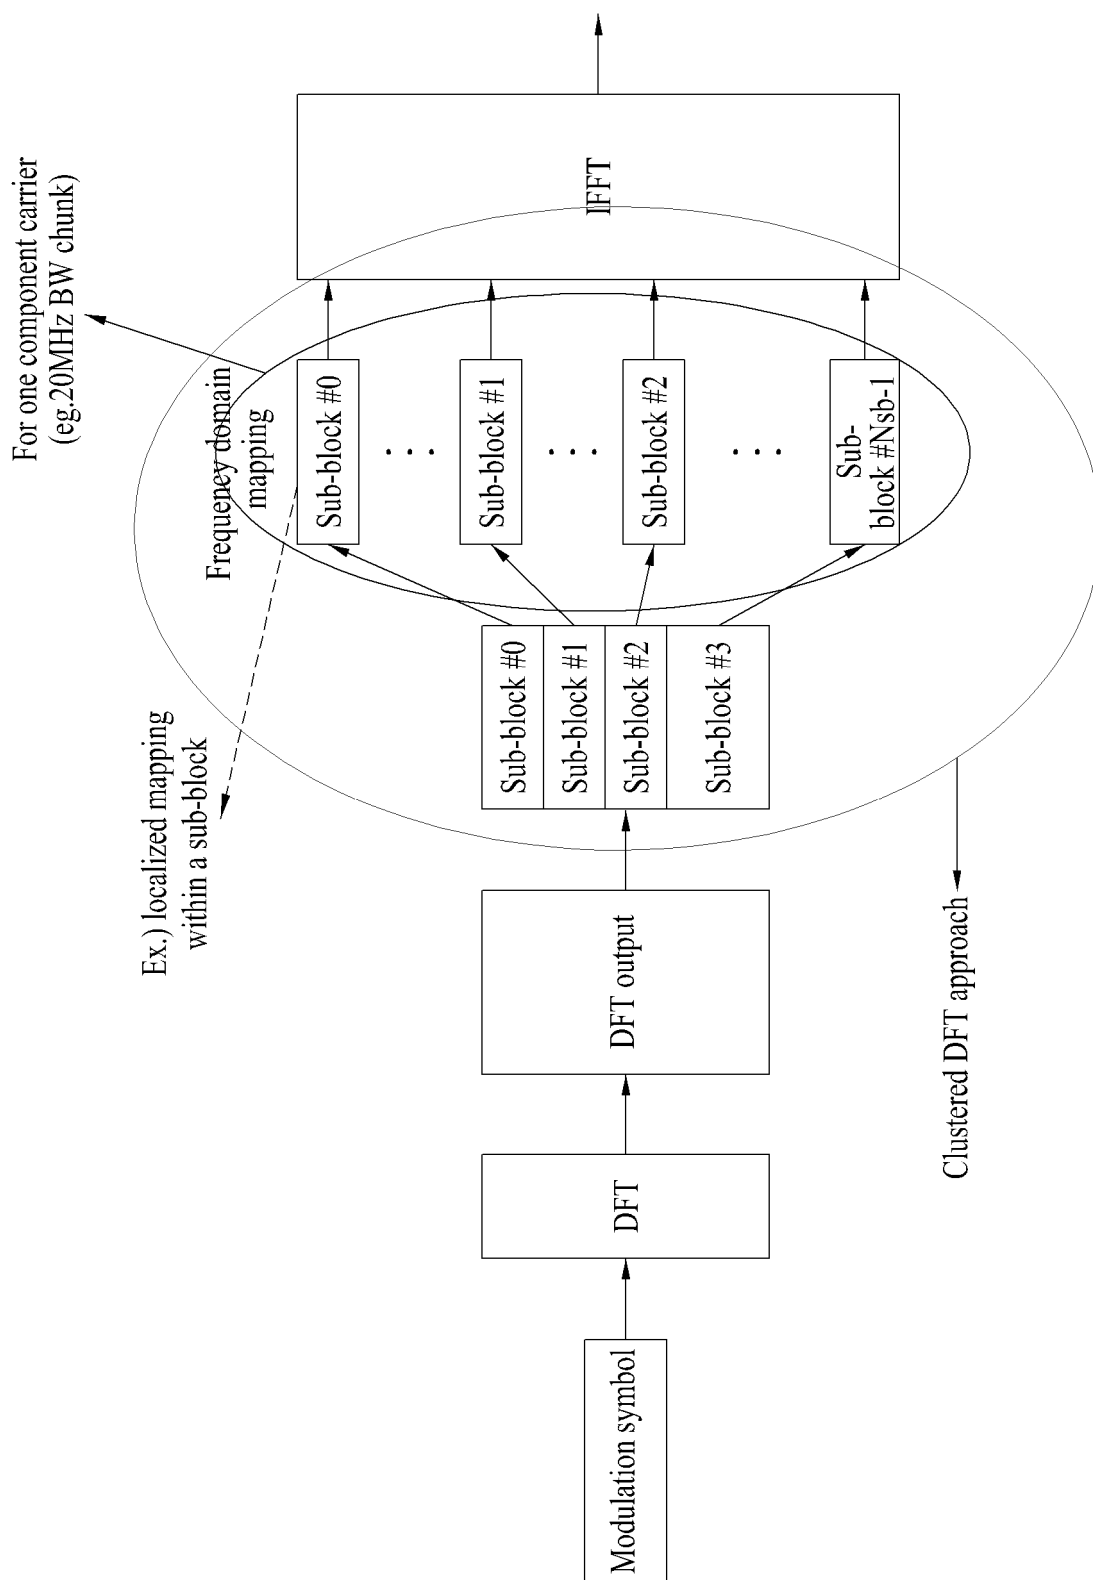 Modulation symbol
DFT
DFT output
Sub-block #0
Sub-block #1
Sub-block #2
Sub-block #3
Ex.) localized mapping
within a sub-block
Frequency domain
mapping
Sub-block #0
Sub-block #1
Sub-block #2
Sub-
block #Nsb-1
For one component carrier
(eg.20MHz BW chunk)
IFFT
Clustered DFT approach